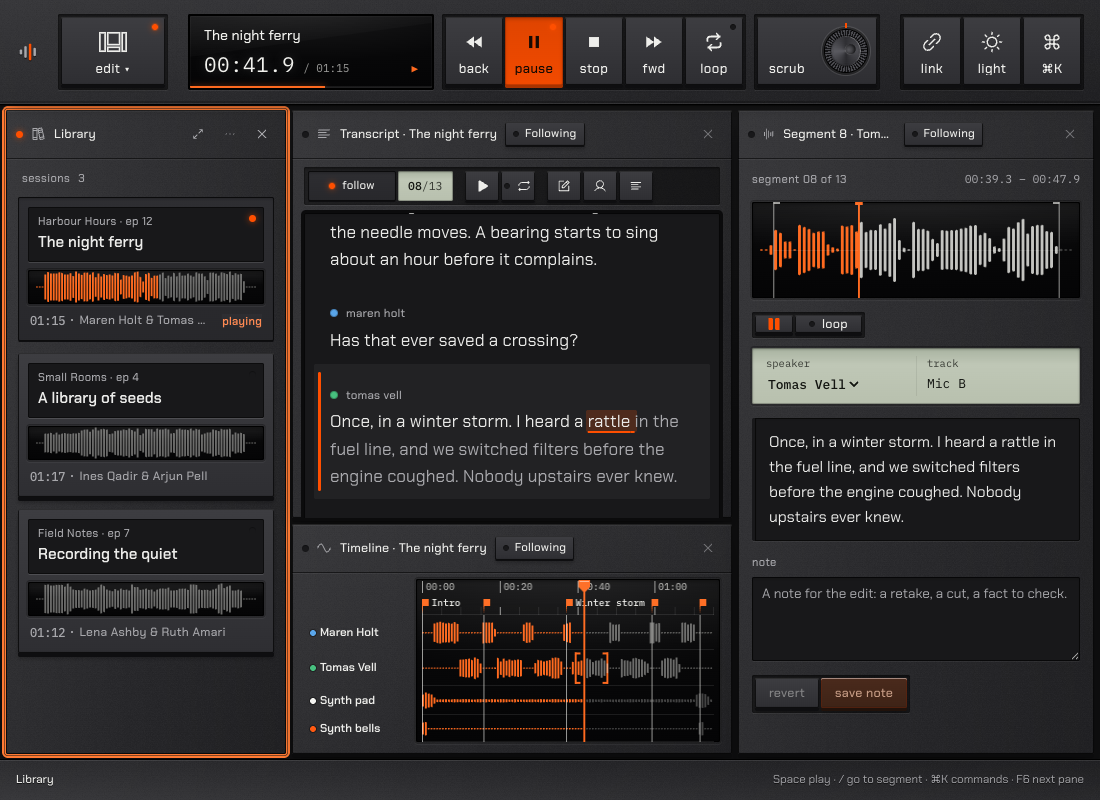 edit
The night ferry
00:41.9 / 01:15
back
pause
stop
fwd
loop
scrub
link
light
⌘K
Library
sessions 3
Harbour Hours · ep 12
The night ferry
01:15 · Maren Holt & Tomas ...
playing
Small Rooms · ep 4
A library of seeds
01:17 · Ines Qadir & Arjun Pell
Field Notes · ep 7
Recording the quiet
01:12 · Lena Ashby & Ruth Amari
Transcript · The night ferry
Following
follow
08/13
the needle moves. A bearing starts to sing
about an hour before it complains.
maren holt
Has that ever saved a crossing?
tomas vell
Once, in a winter storm. I heard a rattle in the
fuel line, and we switched filters before the
engine coughed. Nobody upstairs ever knew.
Timeline · The night ferry
Following
00:00
00:20
0:40
01:00
Intro
Winter storm
Maren Holt
Tomas Vell
Synth pad
Synth bells
Segment 8 · Tom...
Following
segment 08 of 13
00:39.3 – 00:47.9
loop
speaker
Tomas Vell
track
Mic B
Once, in a winter storm. I heard a rattle in
the fuel line, and we switched filters
before the engine coughed. Nobody
upstairs ever knew.
note
A note for the edit: a retake, a cut, a fact to check.
revert
save note
Library
Space play · / go to segment · ⌘K commands · F6 next pane